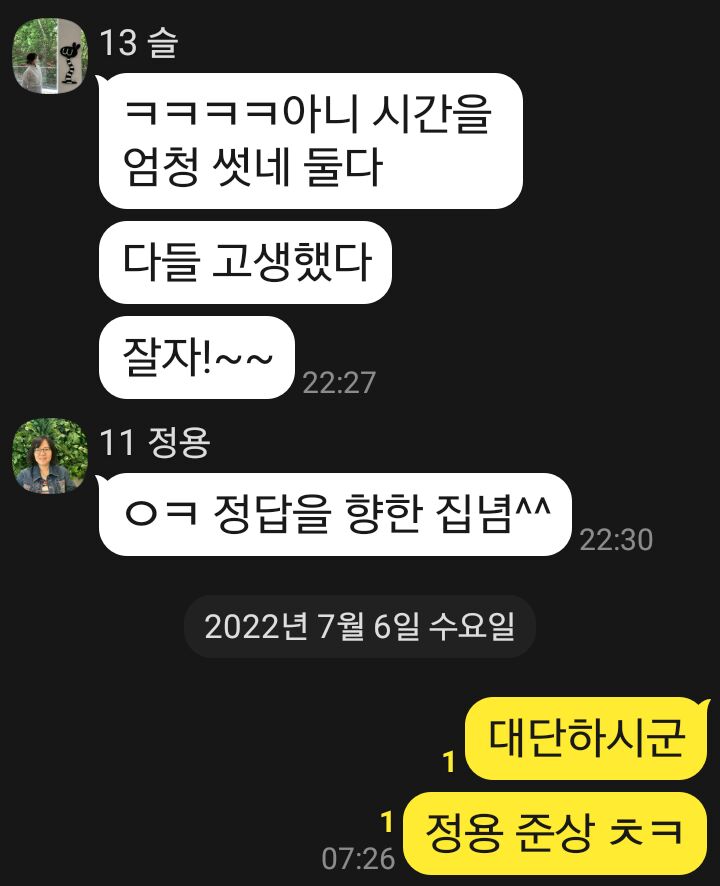 13 슬
ㅋㅋㅋㅋ아니 시간을
엄청 썻네 둘다
다들 고생했다
잘자!~~
22:27
11 정용
ㅇㅋ 정답을 향한 집념^^
22:30
2022년 7월 6일 수요일
대단하시군
1
정용 준상 ㅊㅋ
1
07:26